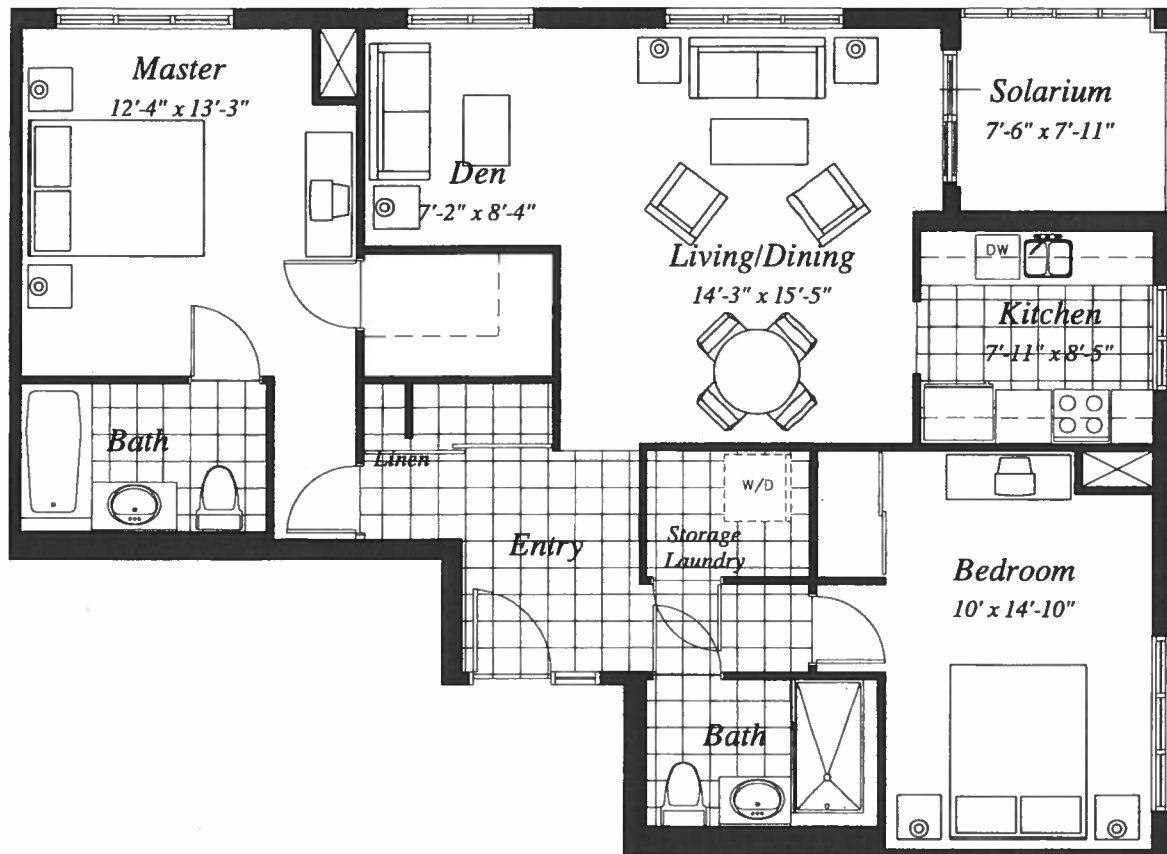 Master
12'-4" x 13'-3"
Den
7'-2" x 8'-4"
Living/Dining
14'-3" x 15'-5"
Solarium
7'-6" x 7'-11"
DW
Kitchen
7'-11" x 8'-5"
Bath
Linen
Entry
W/D
Storage
Laundry
Bedroom
10' x 14'-10"
Bath